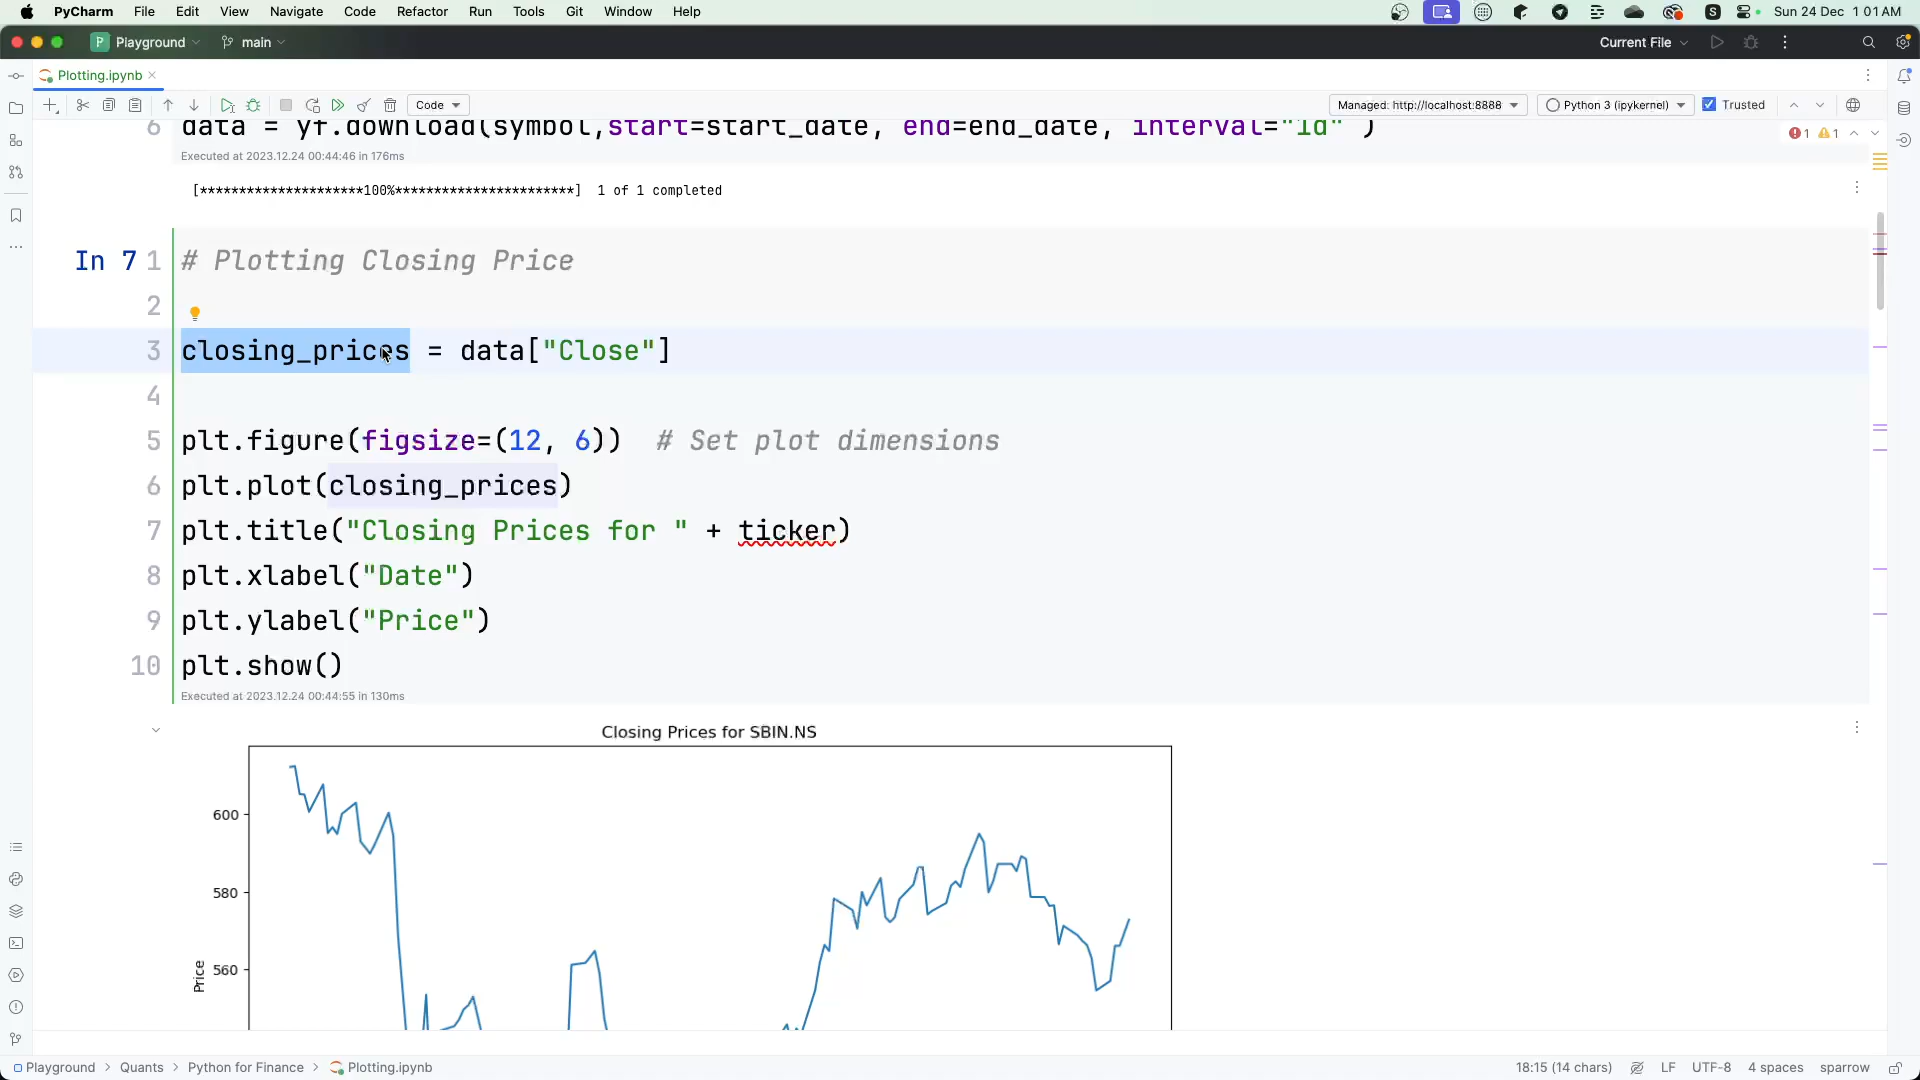 PyCharm File Edit View Navigate Code Refactor Run Tools Git Window Help Sun 24 Dec 1 01 AM
P Playground main Current File
Plotting.ipynb
Code Managed: http://localhost:8888 Python 3 (ipykernel) Trusted
6 data = yf.download(symbol,start=start_date, end=end_date, interval="1d" )
1 1
Executed at 2023.12.24 00:44:46 in 176ms
[*********************100%***********************] 1 of 1 completed
In 7 1 # Plotting Closing Price
2
3 closing_prices = data["Close"]
4
5 plt.figure(figsize=(12, 6)) # Set plot dimensions
6 plt.plot(closing_prices)
7 plt.title("Closing Prices for " + ticker)
8 plt.xlabel("Date")
9 plt.ylabel("Price")
10 plt.show()
Executed at 2023.12.24 00:44:55 in 130ms
Closing Prices for SBIN.NS
600
580
560
Price
Playground > Quants > Python for Finance > Plotting.ipynb 18:15 (14 chars) LF UTF-8 4 spaces sparrow